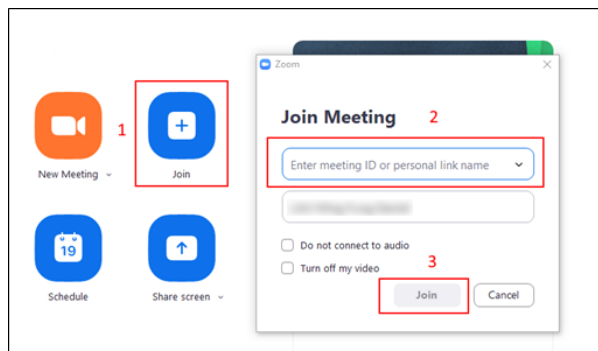 1
New Meeting
Join
19
Schedule
Share screen
Zoom
Join Meeting
2
Enter meeting ID or personal link name
Do not connect to audio
Turn off my video
3
Join
Cancel